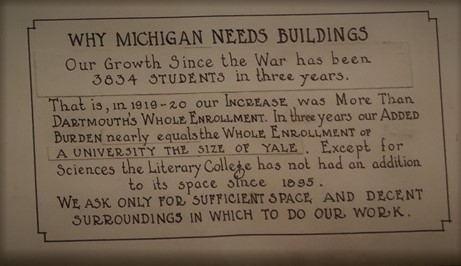 WHY MICHIGAN NEEDS BUILDINGS
Our Growth Since the War has been
3834 STUDENTS in three years.
That is, in 1919-20 our INCREASE was More Than
DARTMOUTH'S WHOLE ENROLLMENT. In three years our ADDED
BURDEN nearly equals the WHOLE ENROLLMENT OF
A UNIVERSITY THE SIZE OF YALE. Except for
Sciences the Literary College has not had an addition
to its space since 1895.
WE ASK ONLY FOR SUFFICIENT SPACE AND DECENT
SURROUNDINGS IN WHICH TO DO OUR WORK.